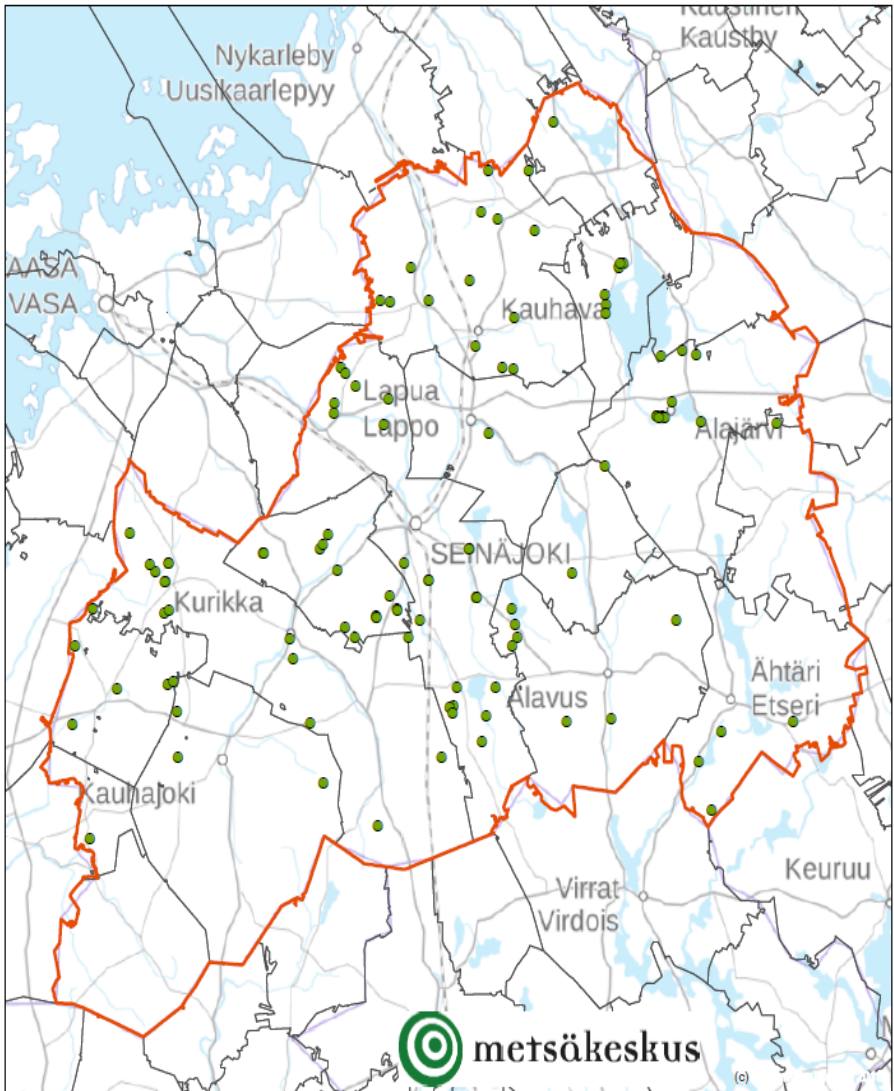 Kaustinen
Kaustby
Nykarleby
Uusikaarlepyy
VAASA
VASA
Kauhava
Lapua
Lappo
Alajärvi
SEINÄJOKI
Kurikka
Ähtäri
Etseri
Alavus
Kauhajoki
Keuruu
Virrat
Virdois
metsäkeskus
(c)